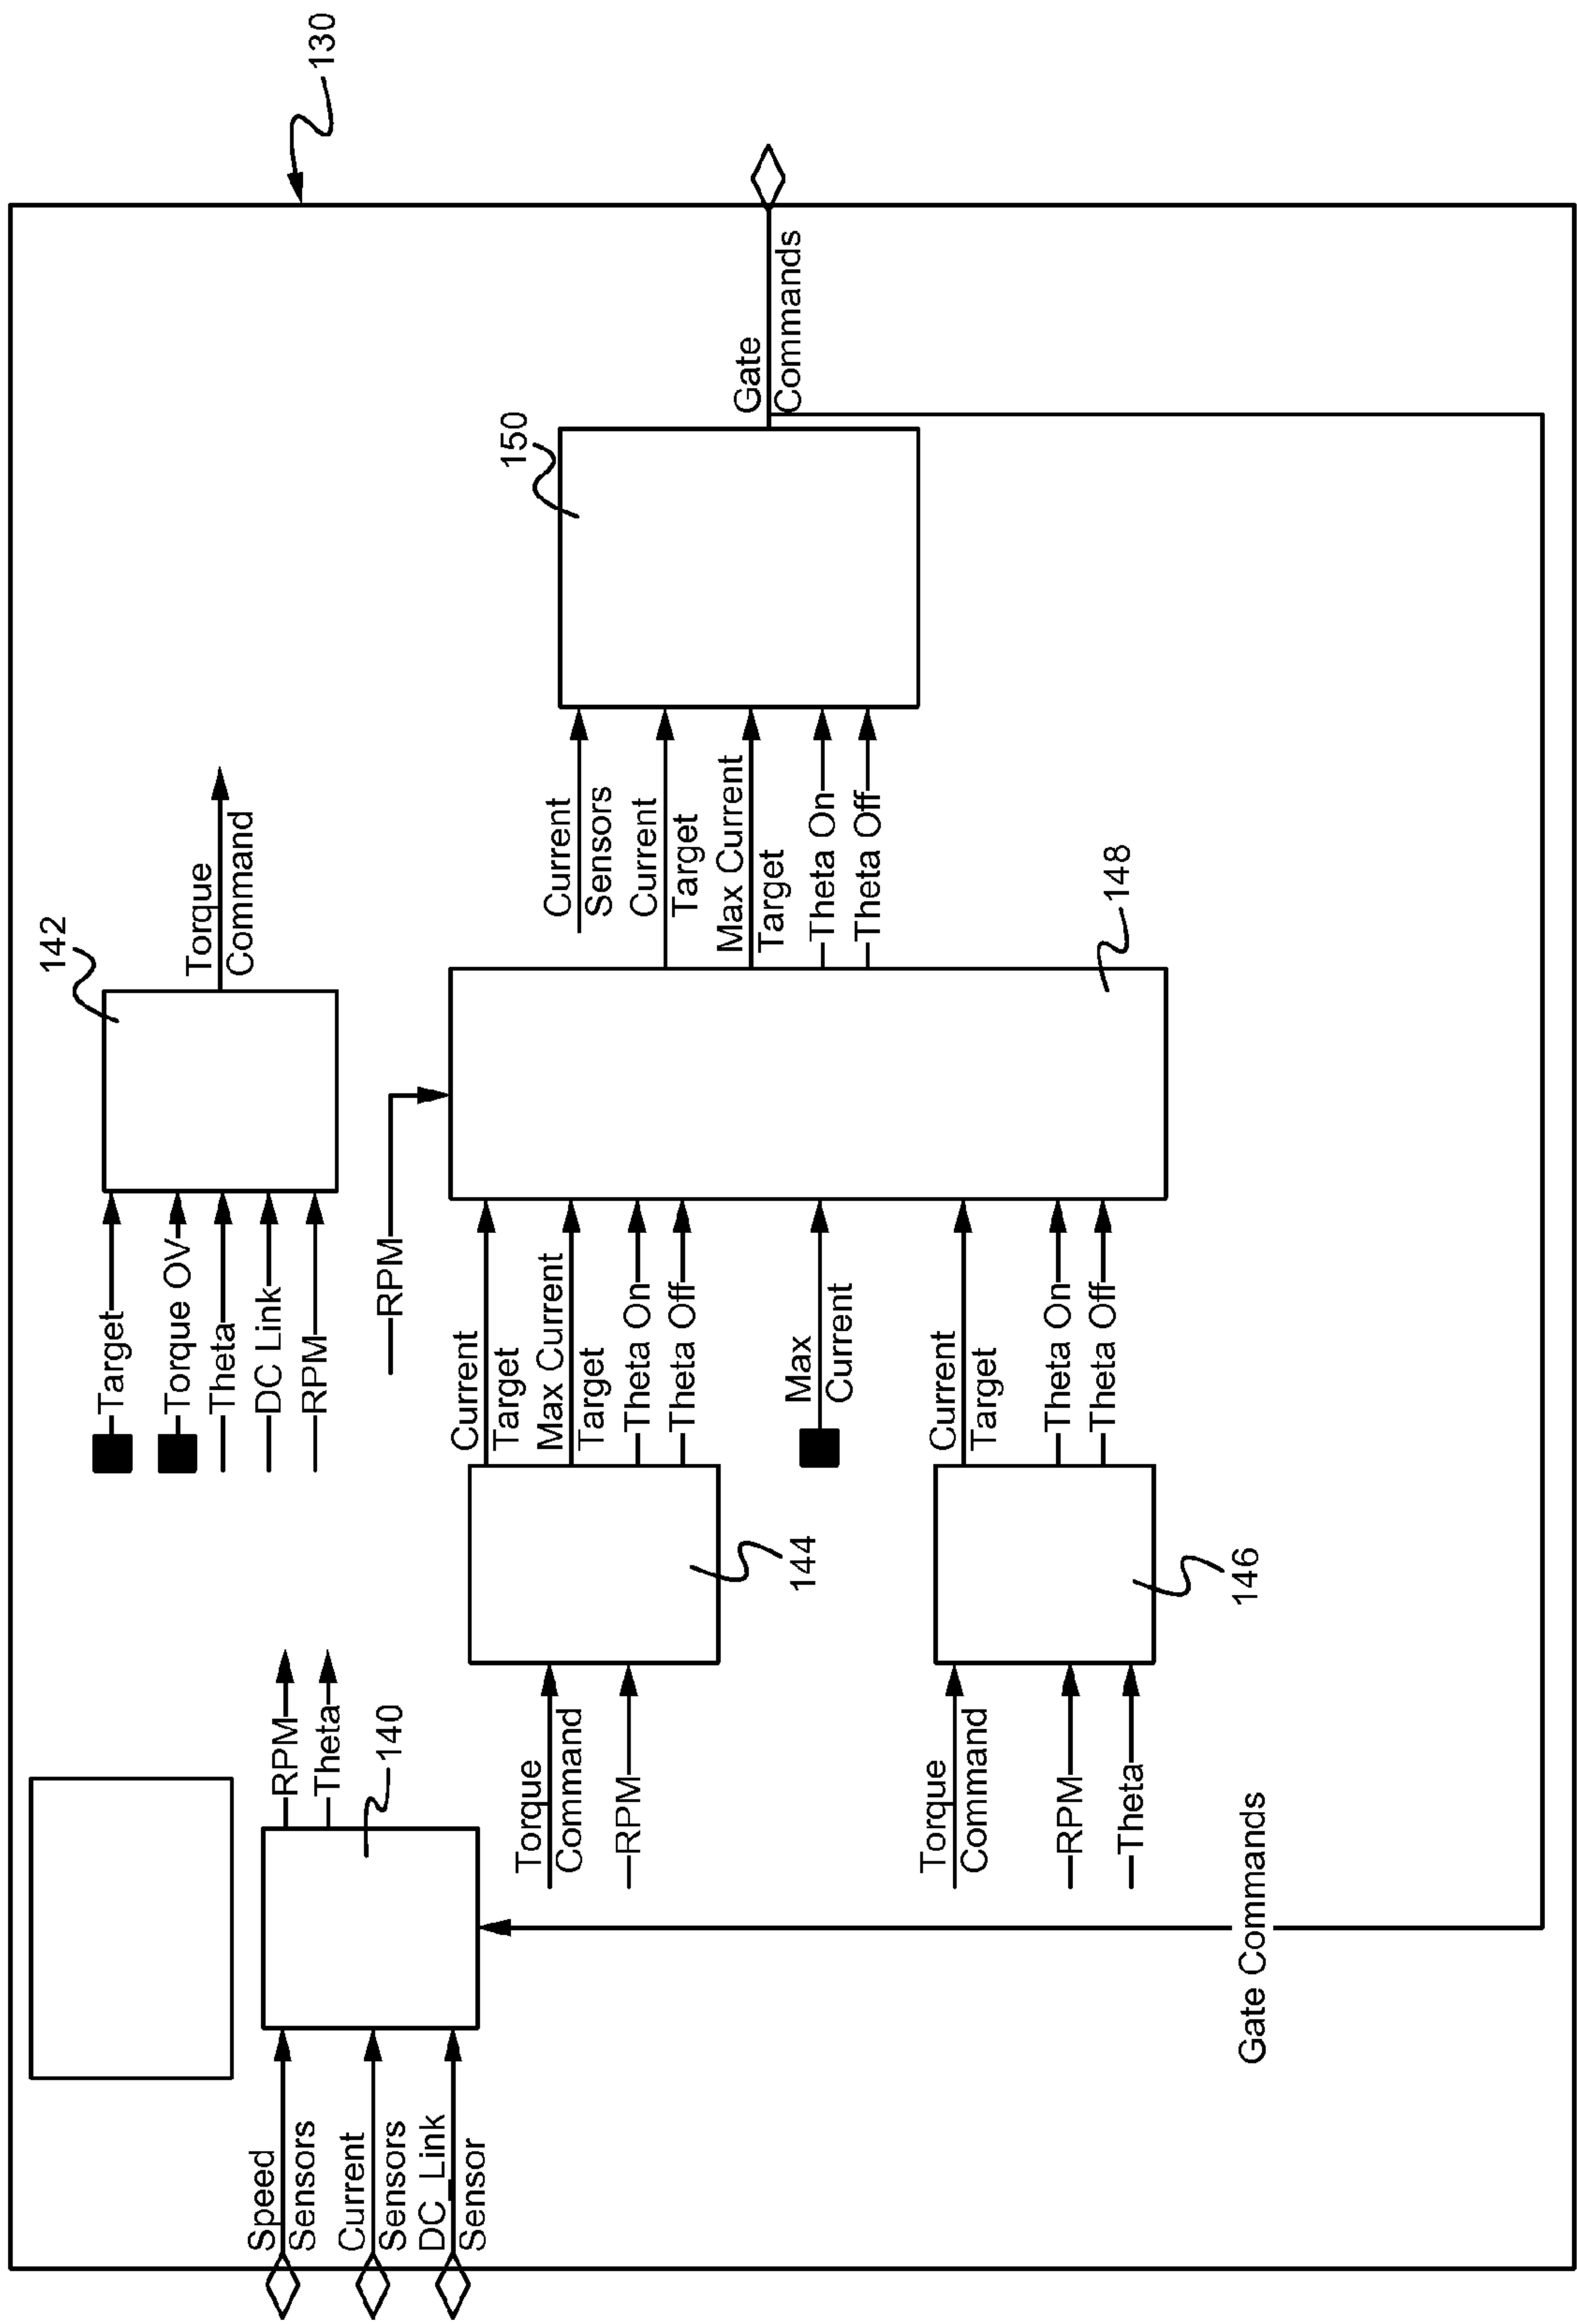 130
Speed
Sensors
Current
Sensors
DC_Link
Sensor
RPM
Theta
140
Target
Torque OV
Theta
DC Link
RPM
142
Torque
Command
RPM
Torque
Command
RPM
144
Current
Target
Max Current
Target
Theta On
Theta Off
Max
Current
Torque
Command
RPM
Theta
146
Current
Target
Theta On
Theta Off
148
Current
Sensors
Current
Target
Max Current
Target
Theta On
Theta Off
150
Gate
Commands
Gate Commands